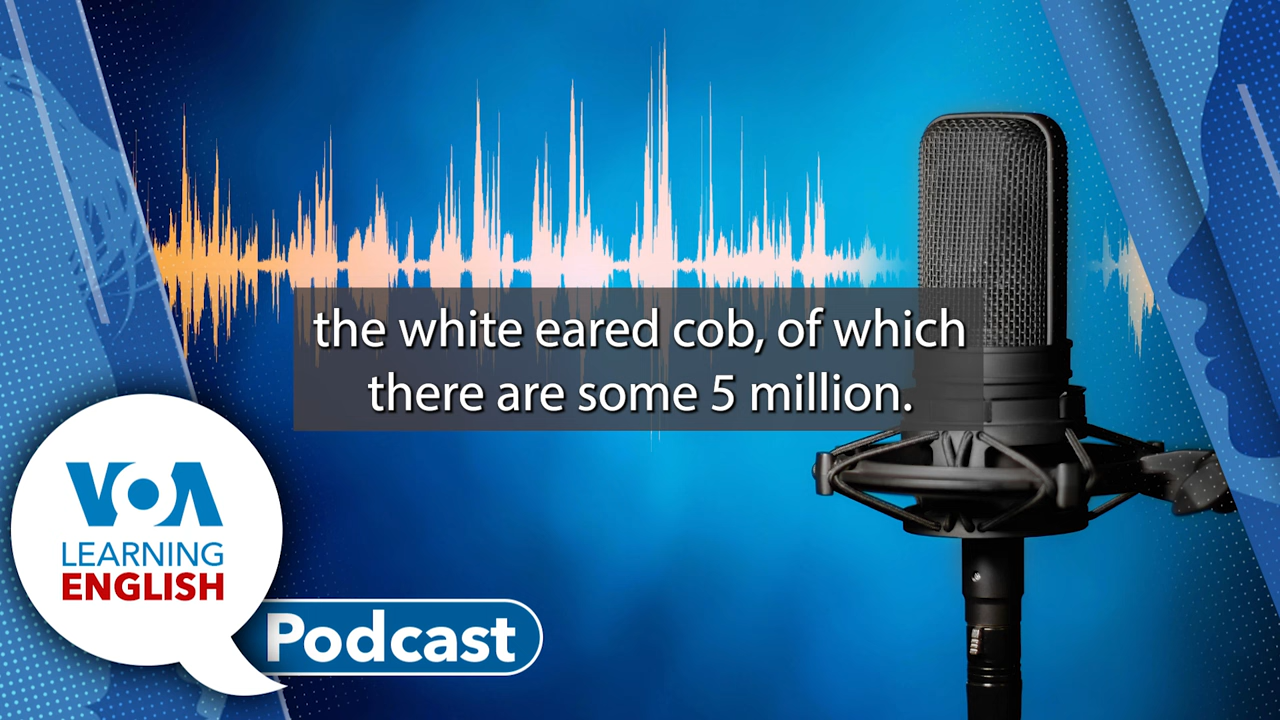 the white eared cob, of which
there are some 5 million.
VOA
LEARNING
ENGLISH
Podcast